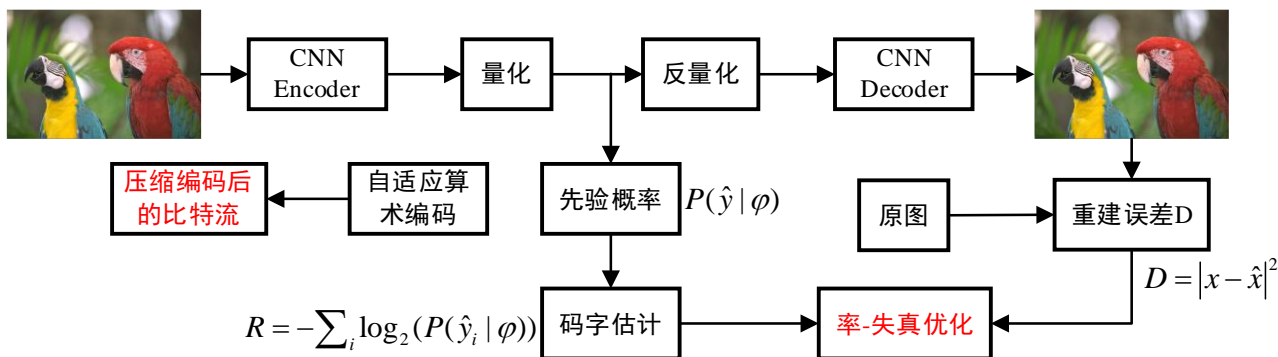 CNN
Encoder
量化
反量化
CNN
Decoder
压缩编码后
的比特流
自适应算
术编码
先验概率
P(ŷ | φ)
原图
重建误差D
D = |x − x̂|²
R = −∑ᵢ log₂(P(ŷᵢ | φ))
码字估计
率-失真优化